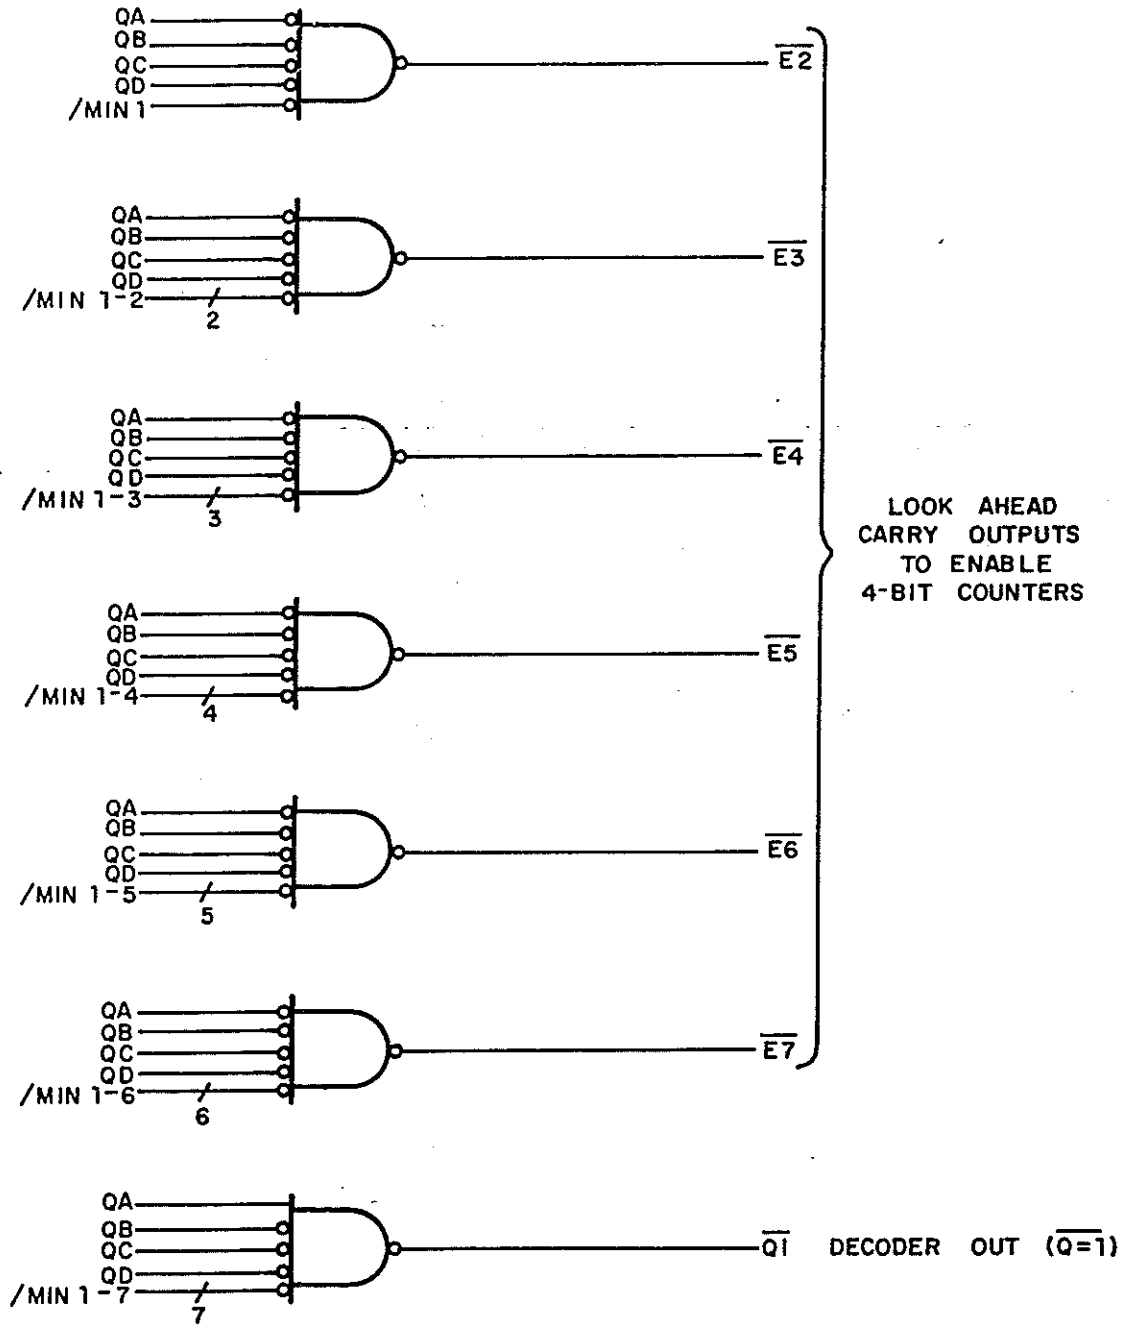 QA
QB
QC
QD
/MIN 1
E2
QA
QB
QC
QD
/MIN 1-2
2
E3
QA
QB
QC
QD
/MIN 1-3
3
E4
LOOK AHEAD
CARRY OUTPUTS
TO ENABLE
4-BIT COUNTERS
QA
QB
QC
QD
/MIN 1-4
4
E5
QA
QB
QC
QD
/MIN 1-5
5
E6
QA
QB
QC
QD
/MIN 1-6
6
E7
QA
QB
QC
QD
/MIN 1-7
7
Q1 DECODER OUT (Q=1)